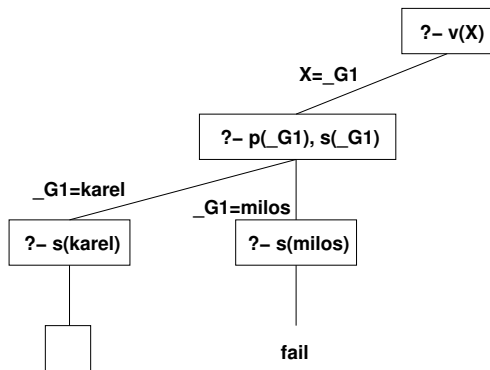 ?– v(X)
X=_G1
?– p(_G1), s(_G1)
_G1=karel
_G1=milos
?– s(karel)
?– s(milos)
fail